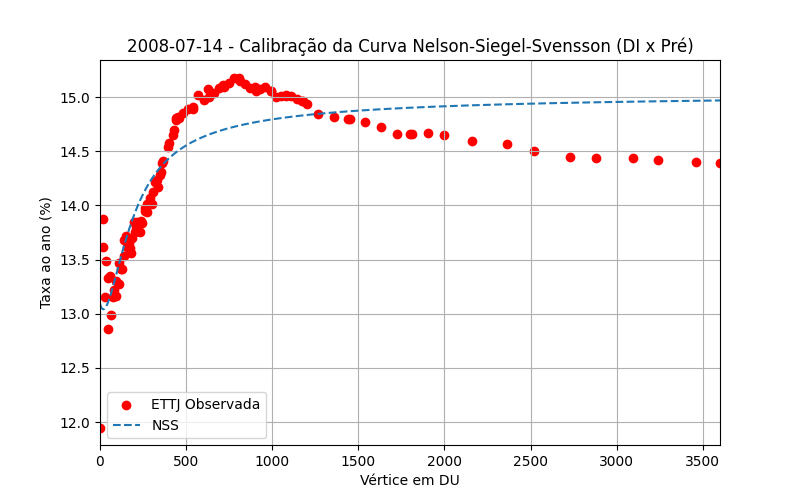 2008-07-14 - Calibração da Curva Nelson-Siegel-Svensson (DI x Pré)
Taxa ao ano (%)
15.0
14.5
14.0
13.5
13.0
12.5
12.0
ETTJ Observada
NSS
0 500 1000 1500 2000 2500 3000 3500
Vértice em DU